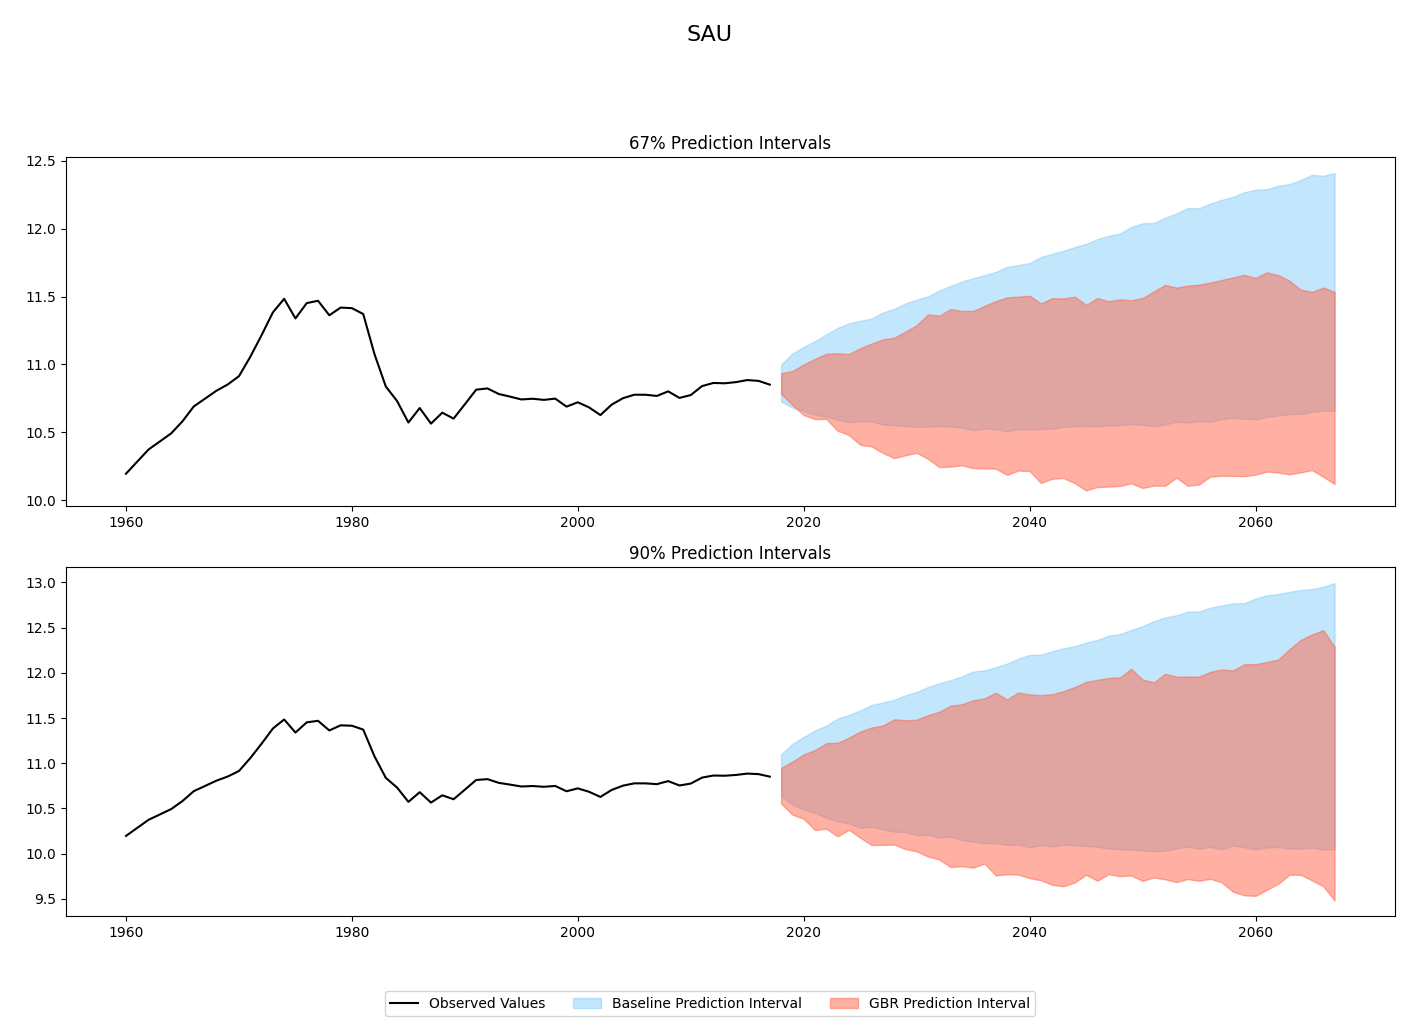 SAU
67% Prediction Intervals
12.5
12.0
11.5
11.0
10.5
10.0
1960 1980 2000 2020 2040 2060
90% Prediction Intervals
13.0
12.5
12.0
11.5
11.0
10.5
10.0
9.5
1960 1980 2000 2020 2040 2060
Observed Values Baseline Prediction Interval GBR Prediction Interval